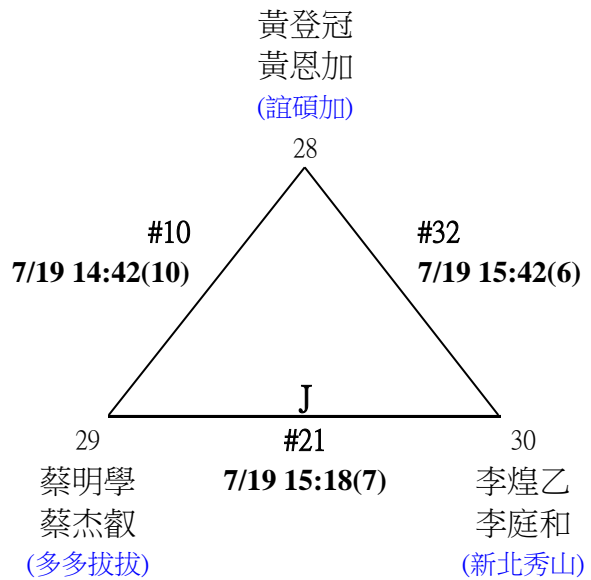 黃登冠
黃恩加
(誼碩加)
28
#10
7/19 14:42(10)
#32
7/19 15:42(6)
J
29
#21
30
蔡明學
蔡杰叡
(多多拔拔)
7/19 15:18(7)
李煌乙
李庭和
(新北秀山)